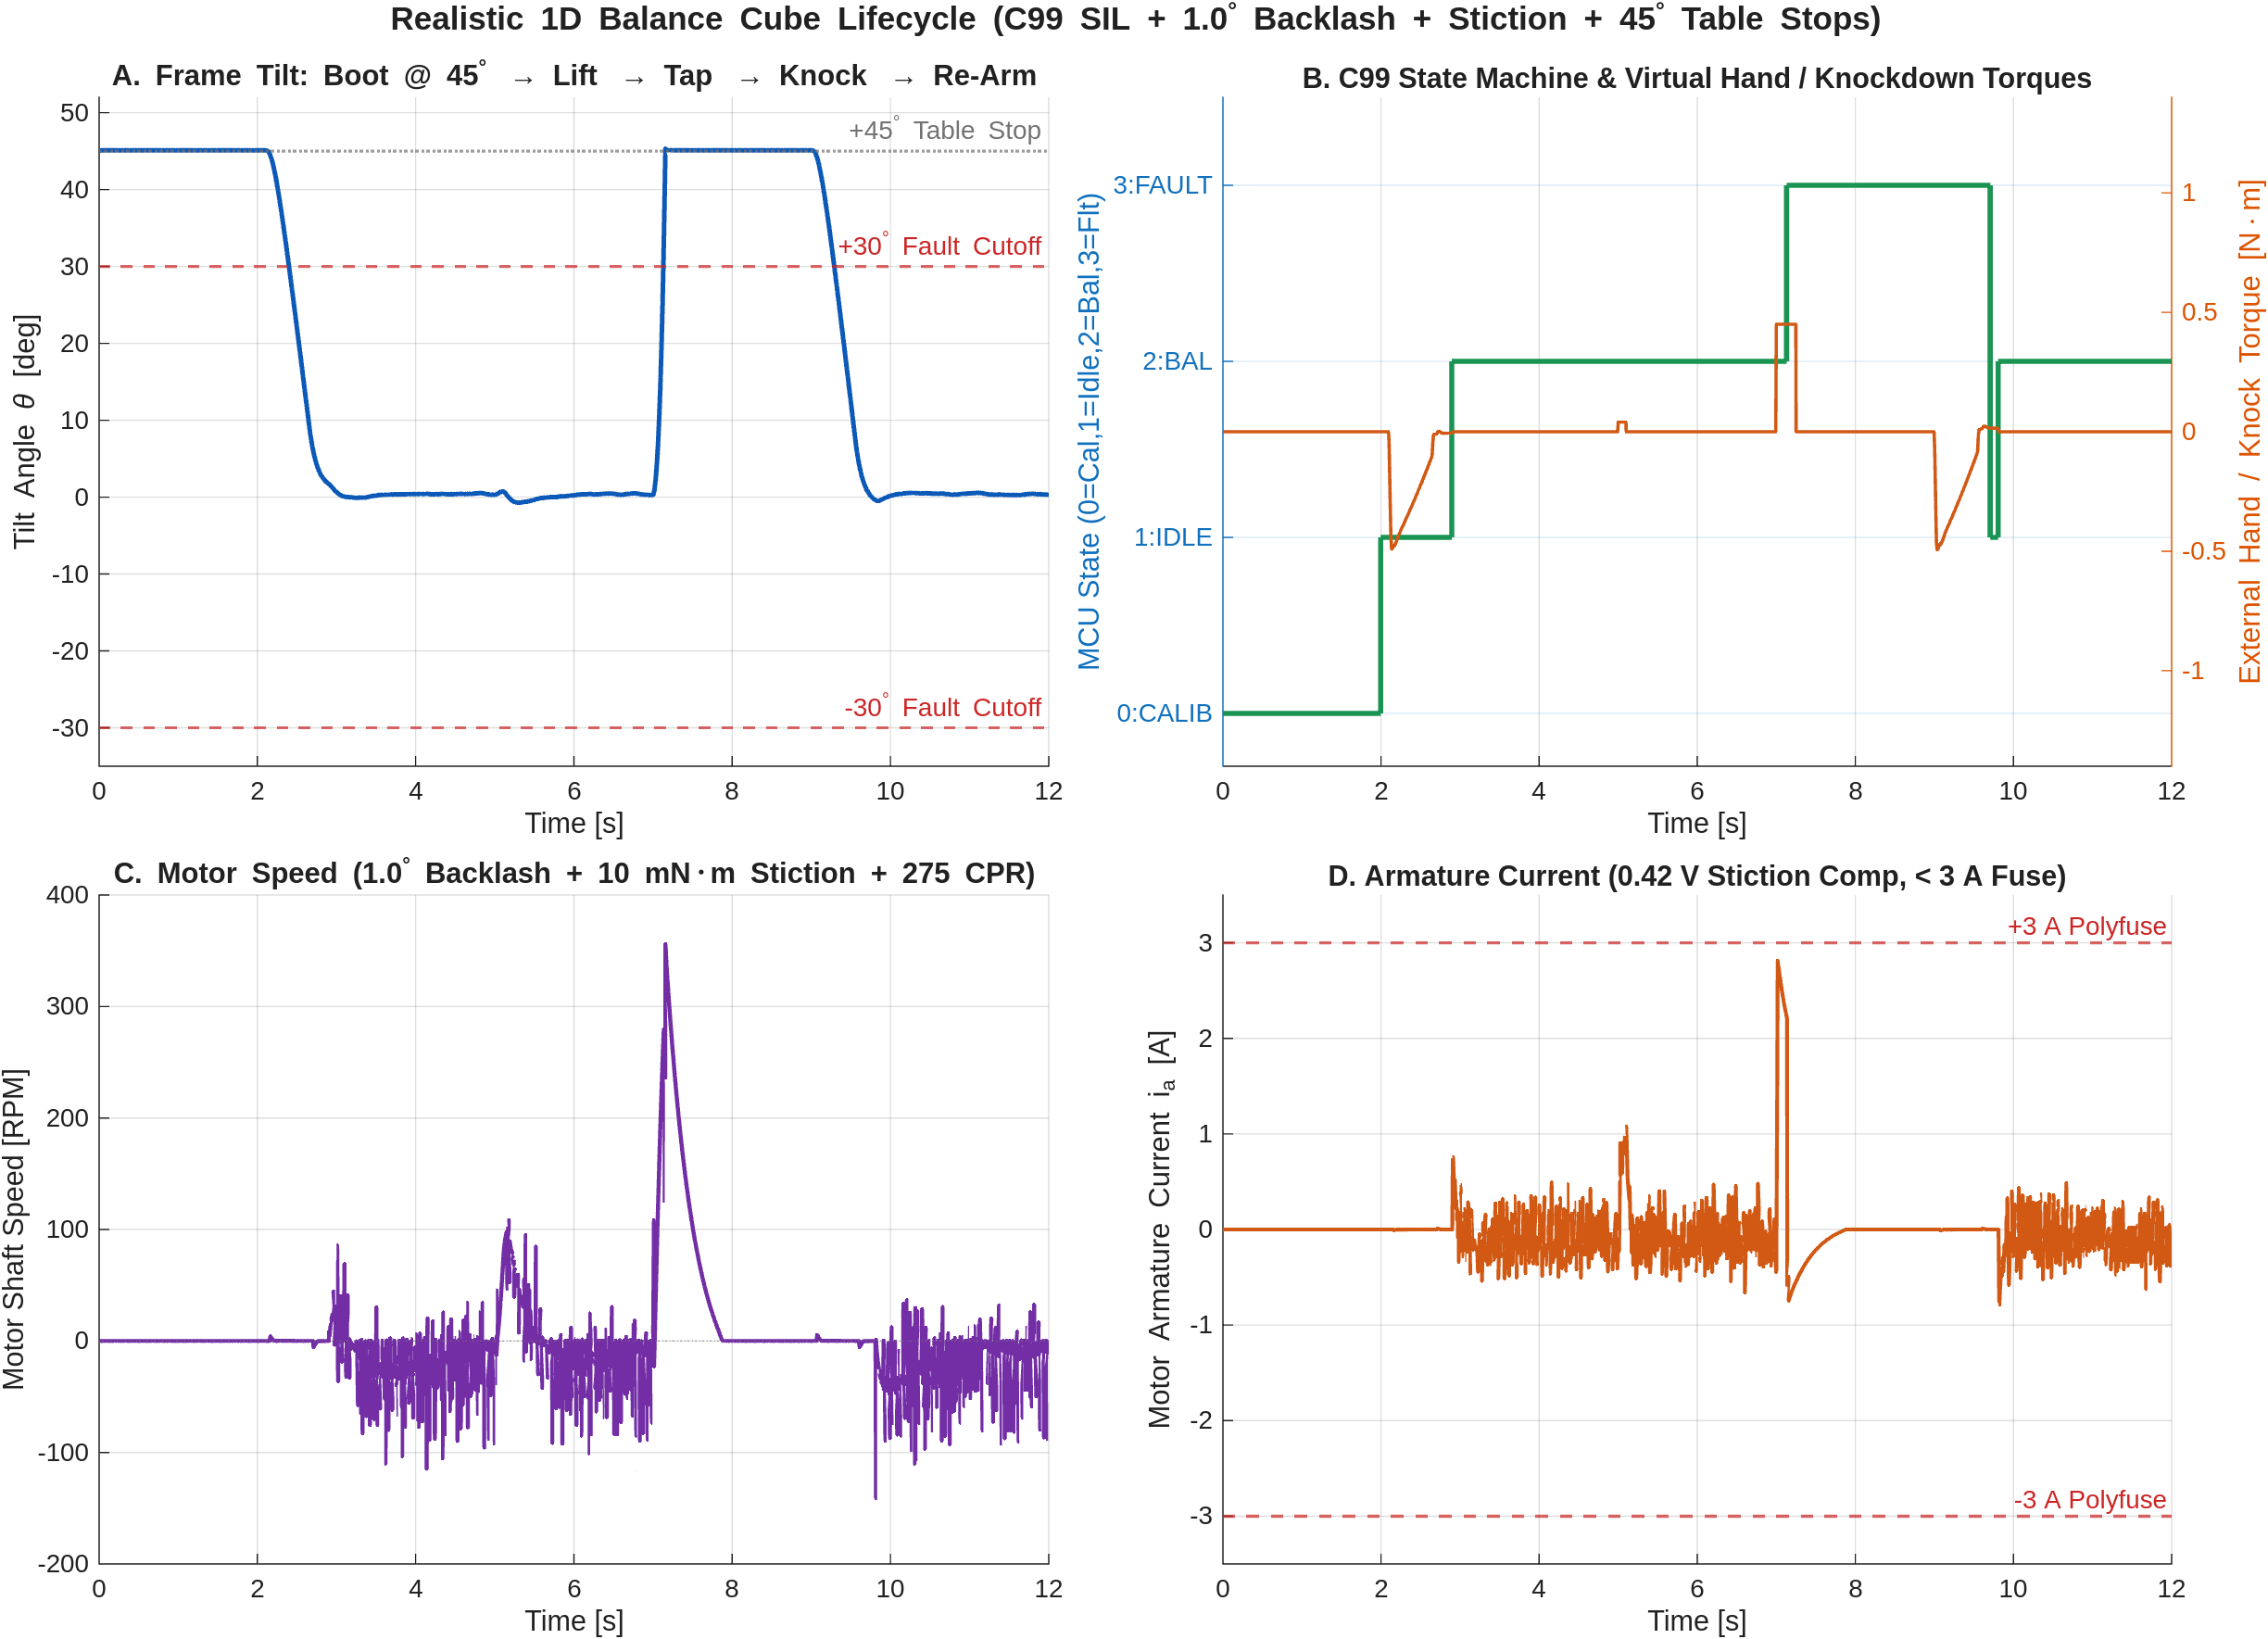 Realistic 1D Balance Cube Lifecycle (C99 SIL + 1.0° Backlash + Stiction + 45° Table Stops)
A. Frame Tilt: Boot @ 45° → Lift → Tap → Knock → Re-Arm
50
40
30
20
10
0
-10
-20
-30
Tilt Angle θ [deg]
+45° Table Stop
+30° Fault Cutoff
-30° Fault Cutoff
0 2 4 6 8 10 12
Time [s]
B. C99 State Machine & Virtual Hand / Knockdown Torques
MCU State (0=Cal,1=Idle,2=Bal,3=Flt)
3:FAULT
2:BAL
1:IDLE
0:CALIB
1
0.5
0
-0.5
-1
External Hand / Knock Torque [N·m]
0 2 4 6 8 10 12
Time [s]
C. Motor Speed (1.0° Backlash + 10 mN·m Stiction + 275 CPR)
400
300
200
100
0
-100
-200
Motor Shaft Speed [RPM]
0 2 4 6 8 10 12
Time [s]
D. Armature Current (0.42 V Stiction Comp, < 3 A Fuse)
3
2
1
0
-1
-2
-3
Motor Armature Current iₐ [A]
+3 A Polyfuse
-3 A Polyfuse
0 2 4 6 8 10 12
Time [s]